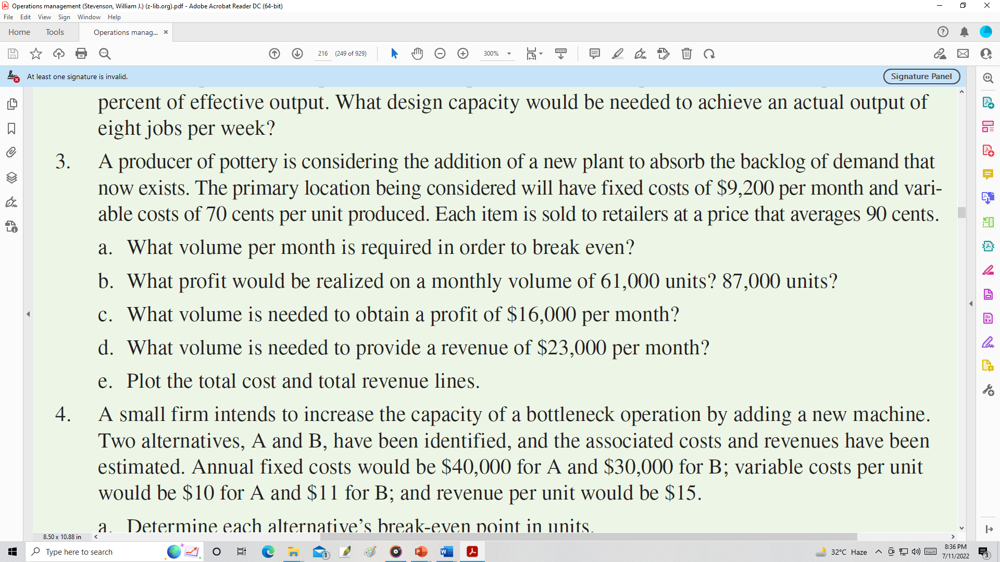 Operations management (Stevenson, William J.) (z-lib.org).pdf - Adobe Acrobat Reader DC (64-bit)
File Edit View Sign Window Help
Home Tools Operations manag... ×
216 (249 of 929) 300%
At least one signature is invalid.
Signature Panel
percent of effective output. What design capacity would be needed to achieve an actual output of
eight jobs per week?
3. A producer of pottery is considering the addition of a new plant to absorb the backlog of demand that
now exists. The primary location being considered will have fixed costs of $9,200 per month and vari-
able costs of 70 cents per unit produced. Each item is sold to retailers at a price that averages 90 cents.
a. What volume per month is required in order to break even?
b. What profit would be realized on a monthly volume of 61,000 units? 87,000 units?
c. What volume is needed to obtain a profit of $16,000 per month?
d. What volume is needed to provide a revenue of $23,000 per month?
e. Plot the total cost and total revenue lines.
4. A small firm intends to increase the capacity of a bottleneck operation by adding a new machine.
Two alternatives, A and B, have been identified, and the associated costs and revenues have been
estimated. Annual fixed costs would be $40,000 for A and $30,000 for B; variable costs per unit
would be $10 for A and $11 for B; and revenue per unit would be $15.
a. Determine each alternative’s break-even point in units.
8.50 x 10.88 in
Type here to search
1
32°C Haze
8:36 PM
7/11/2022
3